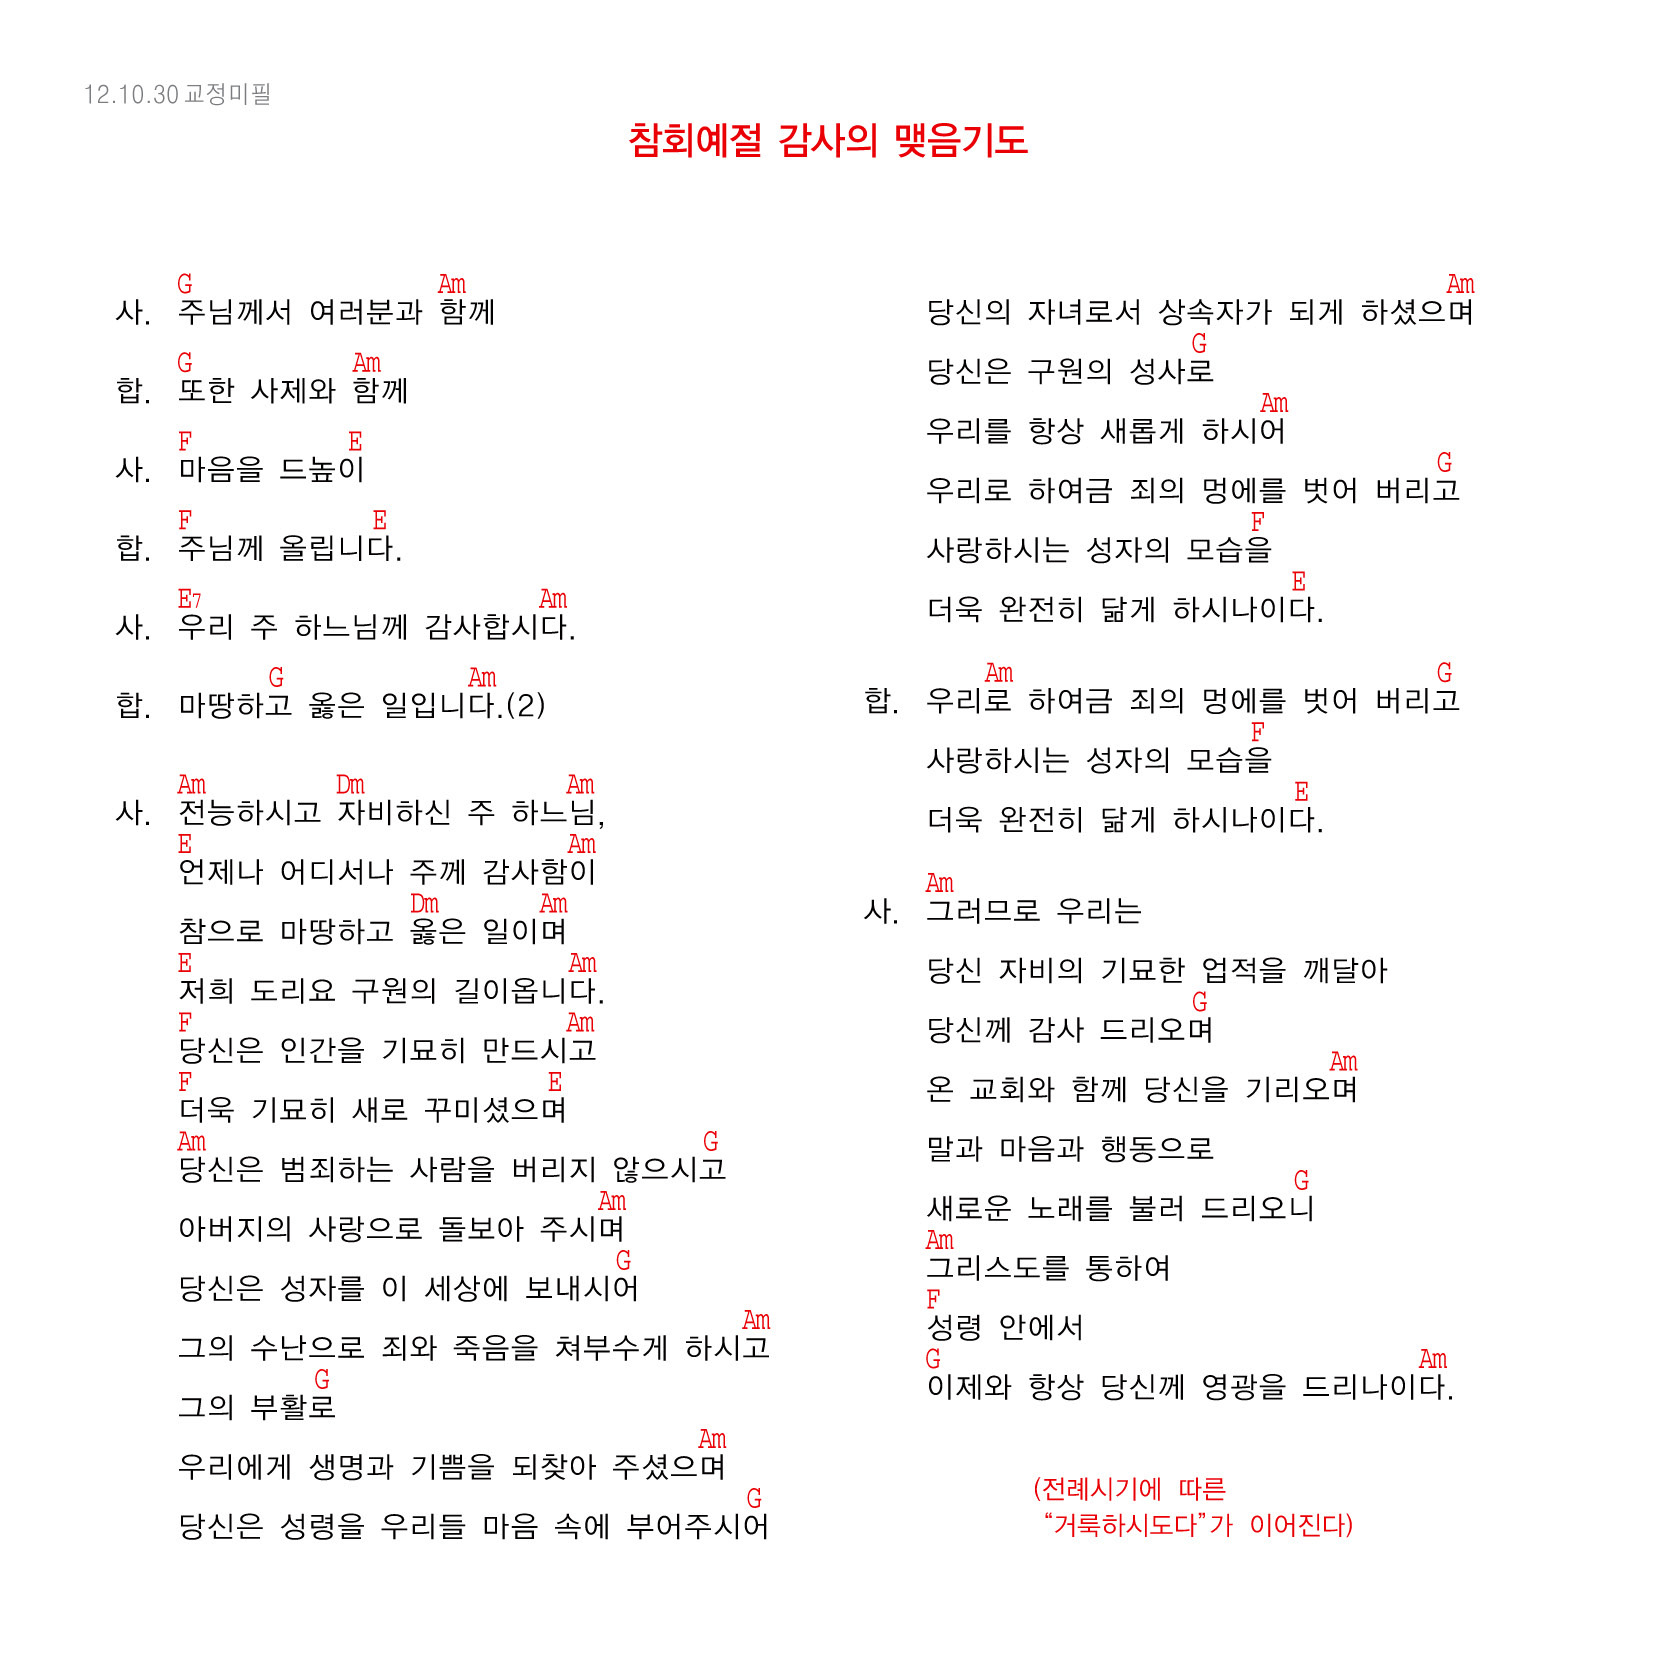 12.10.30 교정미필
참회예절 감사의 맺음기도
G Am
사. 주님께서 여러분과 함께
G Am
합. 또한 사제와 함께
F E
사. 마음을 드높이
F E
합. 주님께 올립니다.
E7 Am
사. 우리 주 하느님께 감사합시다.
G Am
합. 마땅하고 옳은 일입니다.(2)
Am Dm Am
사. 전능하시고 자비하신 주 하느님,
E Am
언제나 어디서나 주께 감사함이
Dm Am
참으로 마땅하고 옳은 일이며
E Am
저희 도리요 구원의 길이옵니다.
F Am
당신은 인간을 기묘히 만드시고
F E
더욱 기묘히 새로 꾸미셨으며
Am G
당신은 범죄하는 사람을 버리지 않으시고
Am
아버지의 사랑으로 돌보아 주시며
G
당신은 성자를 이 세상에 보내시어
Am
그의 수난으로 죄와 죽음을 쳐부수게 하시고
G
그의 부활로
Am
우리에게 생명과 기쁨을 되찾아 주셨으며
G
당신은 성령을 우리들 마음 속에 부어주시어
Am
당신의 자녀로서 상속자가 되게 하셨으며
G
당신은 구원의 성사로
Am
우리를 항상 새롭게 하시어
G
우리로 하여금 죄의 멍에를 벗어 버리고
F
사랑하시는 성자의 모습을
E
더욱 완전히 닮게 하시나이다.
Am G
합. 우리로 하여금 죄의 멍에를 벗어 버리고
F
사랑하시는 성자의 모습을
E
더욱 완전히 닮게 하시나이다.
Am
사. 그러므로 우리는
당신 자비의 기묘한 업적을 깨달아
G
당신께 감사 드리오며
Am
온 교회와 함께 당신을 기리오며
말과 마음과 행동으로
G
새로운 노래를 불러 드리오니
Am
그리스도를 통하여
F
성령 안에서
G Am
이제와 항상 당신께 영광을 드리나이다.
(전례시기에 따른
“거룩하시도다”가 이어진다)